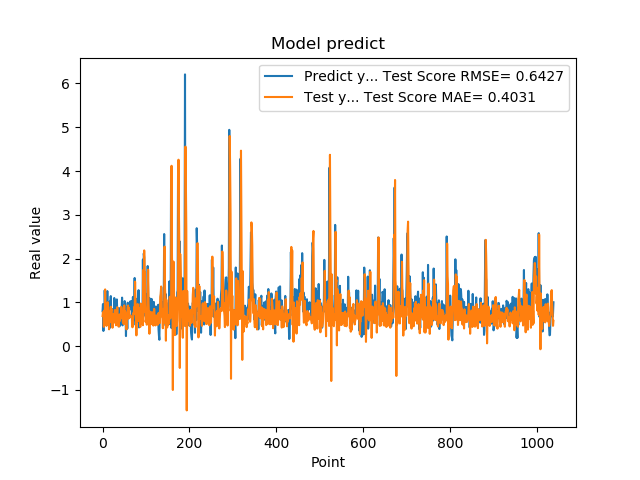 Model predict
Predict y... Test Score RMSE= 0.6427
Test y... Test Score MAE= 0.4031
6
5
4
3
2
1
0
−1
Real value
0 200 400 600 800 1000
Point